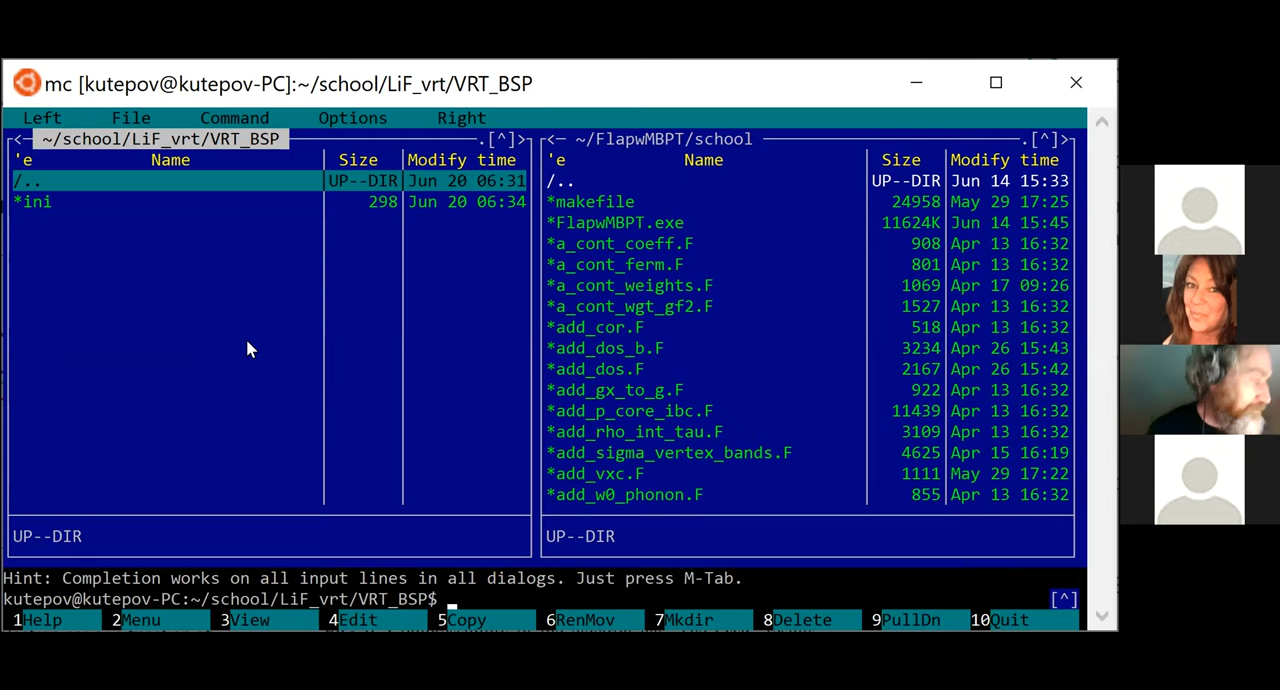 mc [kutepov@kutepov-PC]:~/school/LiF_vrt/VRT_BSP
Left File Command Options Right
<─ ~/school/LiF_vrt/VRT_BSP .[^]>
'e Name Size Modify time
/.. UP--DIR Jun 20 06:31
*ini 298 Jun 20 06:34
UP--DIR
<─ ~/FlapwMBPT/school .[^]>
'e Name Size Modify time
/.. UP--DIR Jun 14 15:33
*makefile 24958 May 29 17:25
*FlapwMBPT.exe 11624K Jun 14 15:45
*a_cont_coeff.F 908 Apr 13 16:32
*a_cont_ferm.F 801 Apr 13 16:32
*a_cont_weights.F 1069 Apr 17 09:26
*a_cont_wgt_gf2.F 1527 Apr 13 16:32
*add_cor.F 518 Apr 13 16:32
*add_dos_b.F 3234 Apr 26 15:43
*add_dos.F 2167 Apr 26 15:42
*add_gx_to_g.F 922 Apr 13 16:32
*add_p_core_ibc.F 11439 Apr 13 16:32
*add_rho_int_tau.F 3109 Apr 13 16:32
*add_sigma_vertex_bands.F 4625 Apr 15 16:19
*add_vxc.F 1111 May 29 17:22
*add_w0_phonon.F 855 Apr 13 16:32
UP--DIR
Hint: Completion works on all input lines in all dialogs. Just press M-Tab.
kutepov@kutepov-PC:~/school/LiF_vrt/VRT_BSP$ [^]
1Help 2Menu 3View 4Edit 5Copy 6RenMov 7Mkdir 8Delete 9PullDn 10Quit